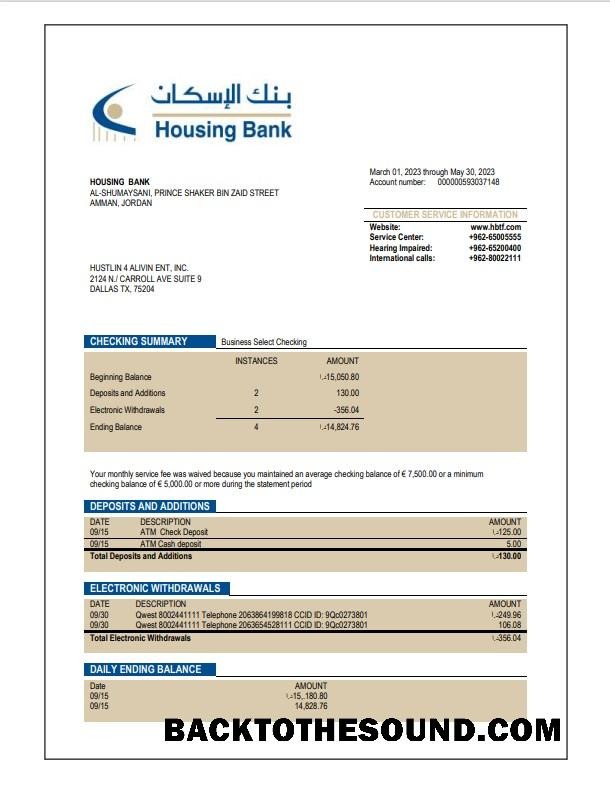 بنك الإسكان
Housing Bank
March 01, 2023 through May 30, 2023
Account number: 000000593037148
HOUSING BANK
AL-SHUMAYSANI, PRINCE SHAKER BIN ZAID STREET
AMMAN, JORDAN
CUSTOMER SERVICE INFORMATION
Website: www.hbtf.com
Service Center: +962-65005555
Hearing Impaired: +962-65200400
International calls: +962-80022111
HUSTLIN 4 ALIVIN ENT, INC.
2124 N./ CARROLL AVE SUITE 9
DALLAS TX, 75204
CHECKING SUMMARY Business Select Checking
INSTANCES AMOUNT
Beginning Balance 15,050.80
Deposits and Additions 2 130.00
Electronic Withdrawals 2 -356.04
Ending Balance 4 14,824.76
Your monthly service fee was waived because you maintained an average checking balance of € 7,500.00 or a minimum
checking balance of € 5,000.00 or more during the statement period
DEPOSITS AND ADDITIONS
DATE DESCRIPTION AMOUNT
09/15 ATM Check Deposit 125.00
09/15 ATM Cash deposit 5.00
Total Deposits and Additions 130.00
ELECTRONIC WITHDRAWALS
DATE DESCRIPTION AMOUNT
09/30 Qwest 8002441111 Telephone 2063864199818 CCID ID: 9Qc0273801 -249.96
09/30 Qwest 8002441111 Telephone 2063654528111 CCID ID: 9Qc0273801 106.08
Total Electronic Withdrawals -356.04
DAILY ENDING BALANCE
Date AMOUNT
09/15 15,.180.80
09/15 14,828.76
BACKTOTHESOUND.COM